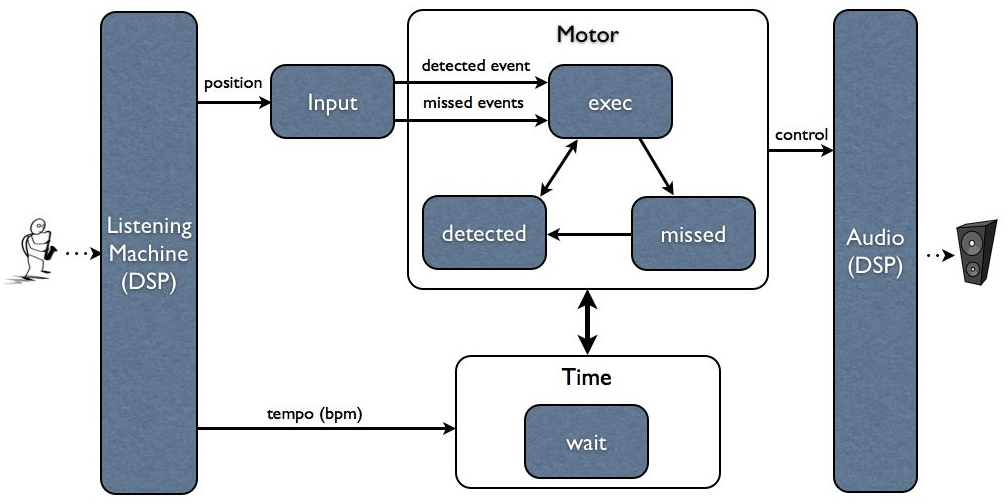 Motor
detected event
position
Input
missed events
exec
control
Listening
Machine
(DSP)
detected
missed
Audio
(DSP)
Time
tempo (bpm)
wait